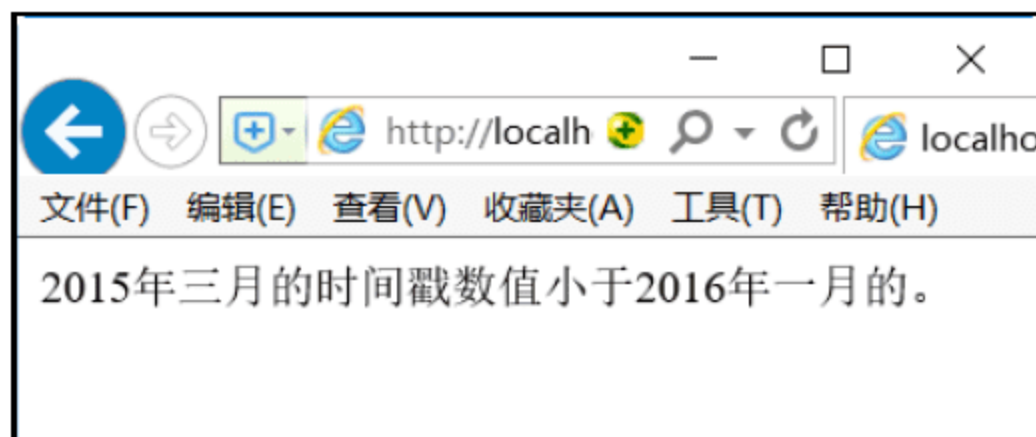 http://localh
localho
文件(F) 编辑(E) 查看(V) 收藏夹(A) 工具(T) 帮助(H)
2015年三月的时间戳数值小于2016年一月的。